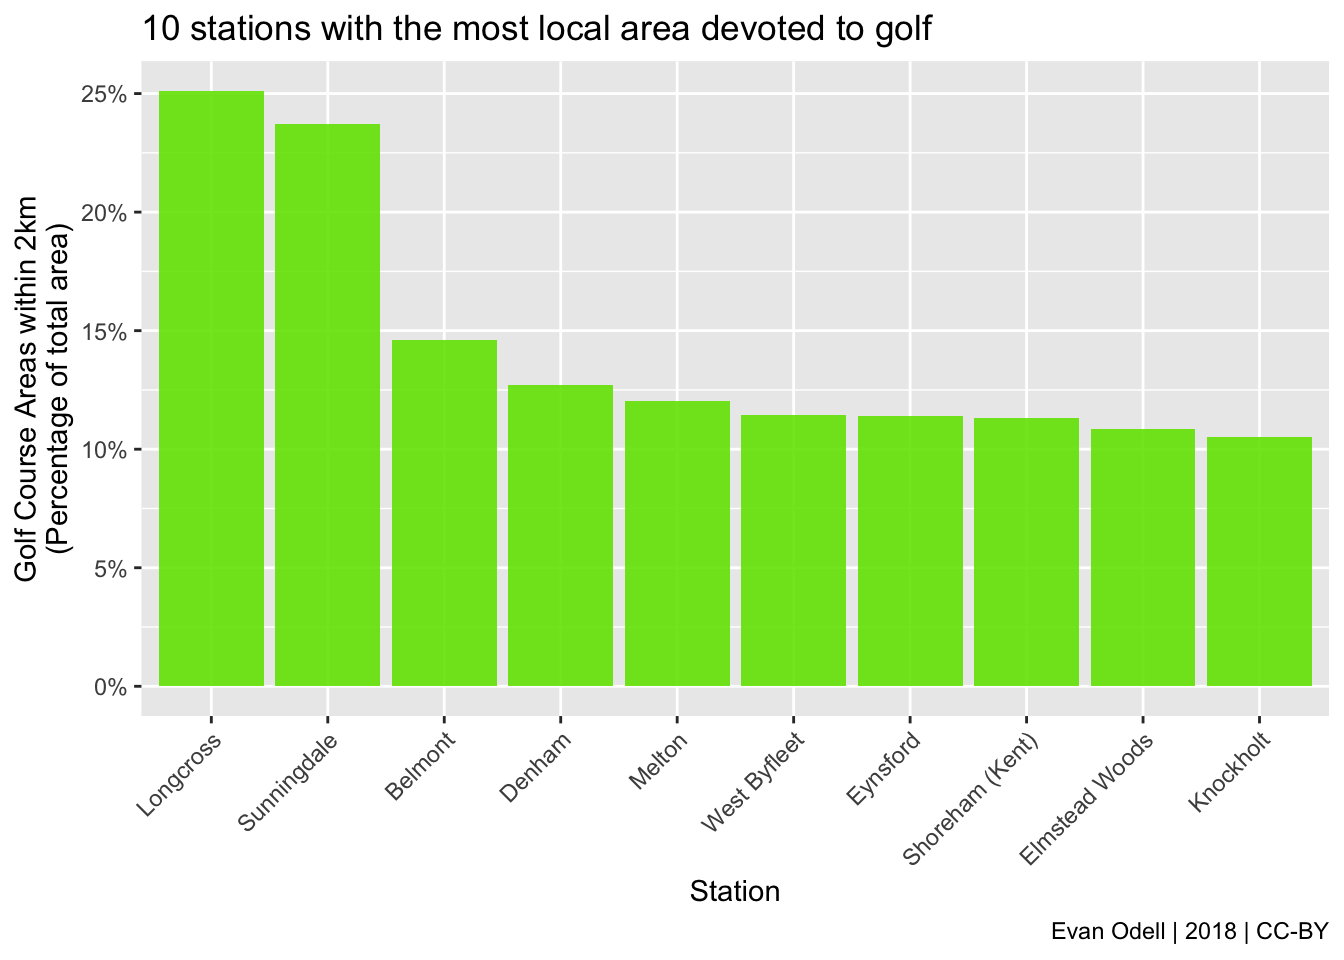 10 stations with the most local area devoted to golf
Golf Course Areas within 2km
(Percentage of total area)
25%
20%
15%
10%
5%
0%
Longcross
Sunningdale
Belmont
Denham
Melton
West Byfleet
Eynsford
Shoreham (Kent)
Elmstead Woods
Knockholt
Station
Evan Odell | 2018 | CC-BY